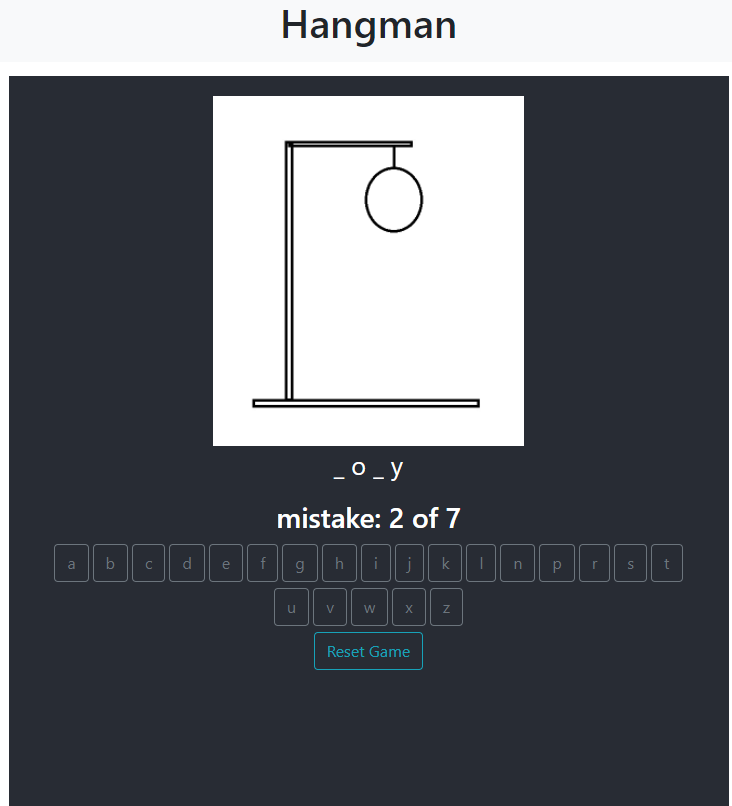 Hangman
_ o _ y
mistake: 2 of 7
a b c d e f g h i j k l n p r s t
u v w x z
Reset Game